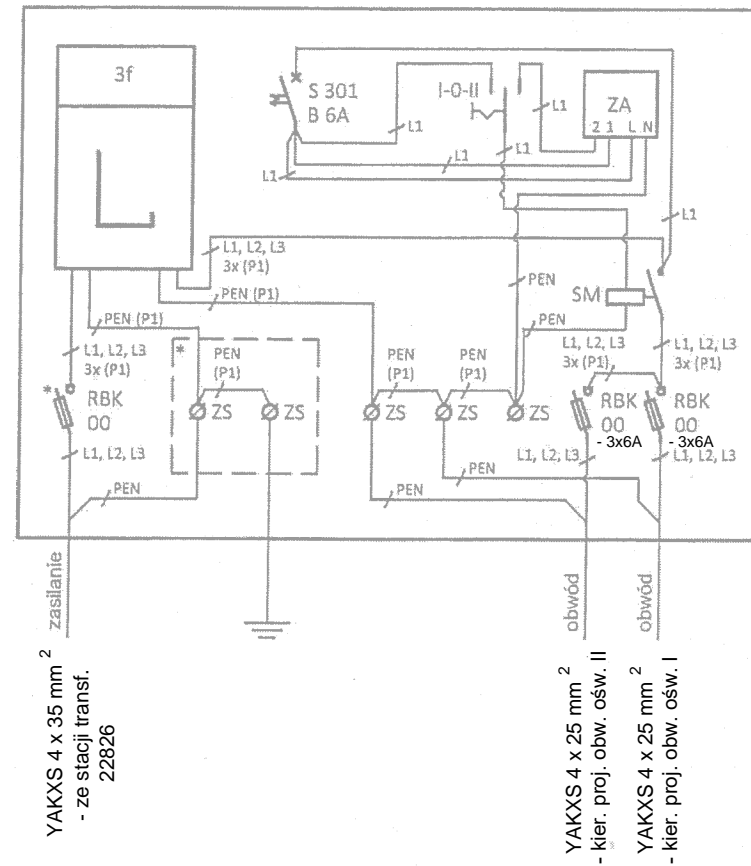 3f
S 301
B 6A
I-0-II
ZA
2 1 L N
L1
L1
L1
L1
L1
L1
L1, L2, L3
3x (P1)
PEN (P1)
PEN (P1)
PEN
SM
PEN
L1, L2, L3
3x (P1)
*
RBK
00
L1, L2, L3
*
PEN
(P1)
ZS
ZS
PEN
(P1)
PEN
(P1)
ZS
ZS
ZS
L1, L2, L3
3x (P1)
L1, L2, L3
3x (P1)
RBK
00
- 3x6A
RBK
00
- 3x6A
L1, L2, L3
L1, L2, L3
PEN
PEN
PEN
zasilanie
obwód
obwód
YAKXS 4 x 35 mm 2
- ze stacji transf.
22826
YAKXS 4 x 25 mm 2
- kier. proj. obw. ośw. II
YAKXS 4 x 25 mm 2
- kier. proj. obw. ośw. I